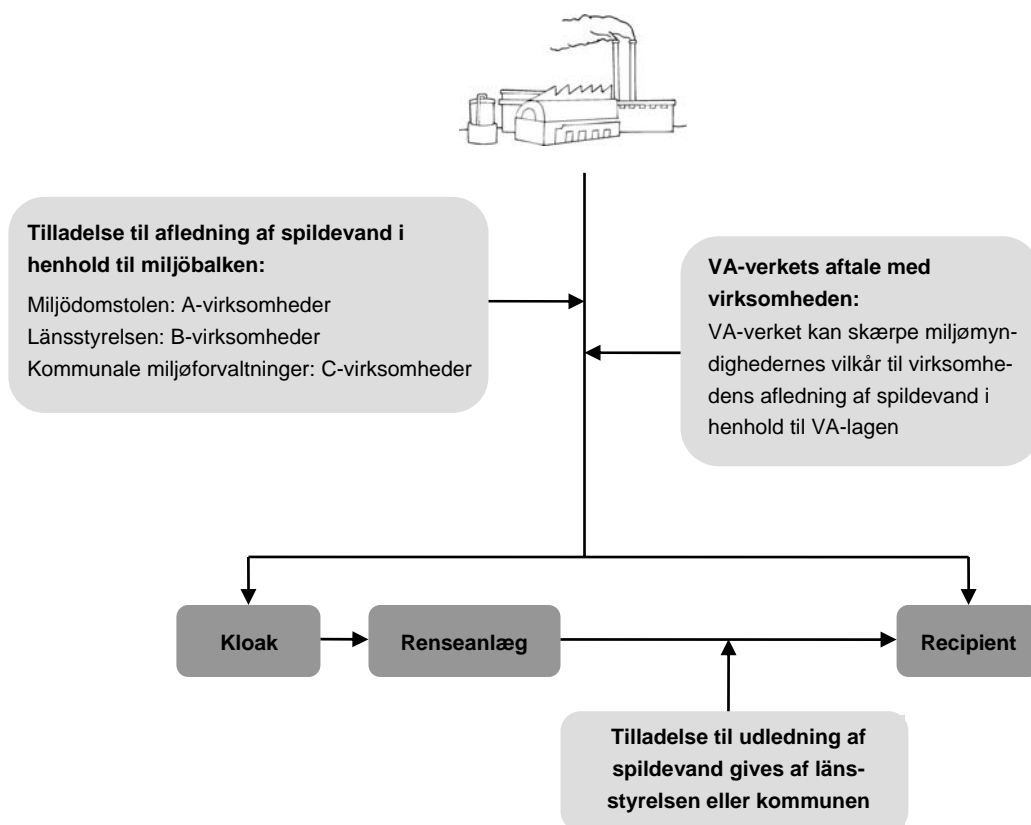 Tilladelse til afledning af spildevand i
henhold til miljöbalken:
Miljödomstolen: A-virksomheder
Länsstyrelsen: B-virksomheder
Kommunale miljøforvaltninger: C-virksomheder
VA-verkets aftale med
virksomheden:
VA-verket kan skærpe miljømyn-
dighedernes vilkår til virksomhe-
dens afledning af spildevand i
henhold til VA-lagen
Kloak
Renseanlæg
Recipient
Tilladelse til udledning af
spildevand gives af läns-
styrelsen eller kommunen